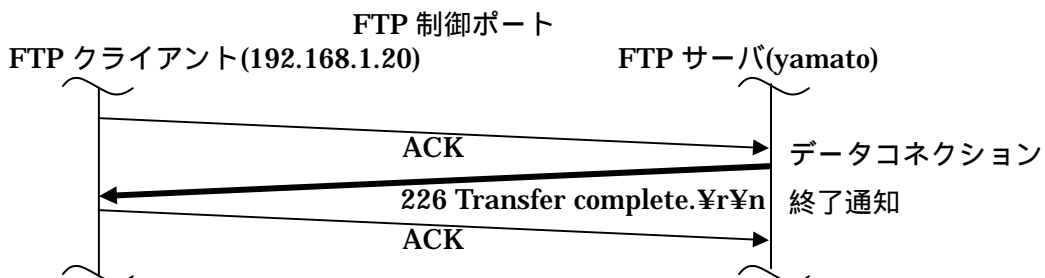 FTP 制御ポート
FTP クライアント(192.168.1.20) FTP サーバ(yamato)
ACK
データコネクション
226 Transfer complete.¥r¥n 終了通知
ACK